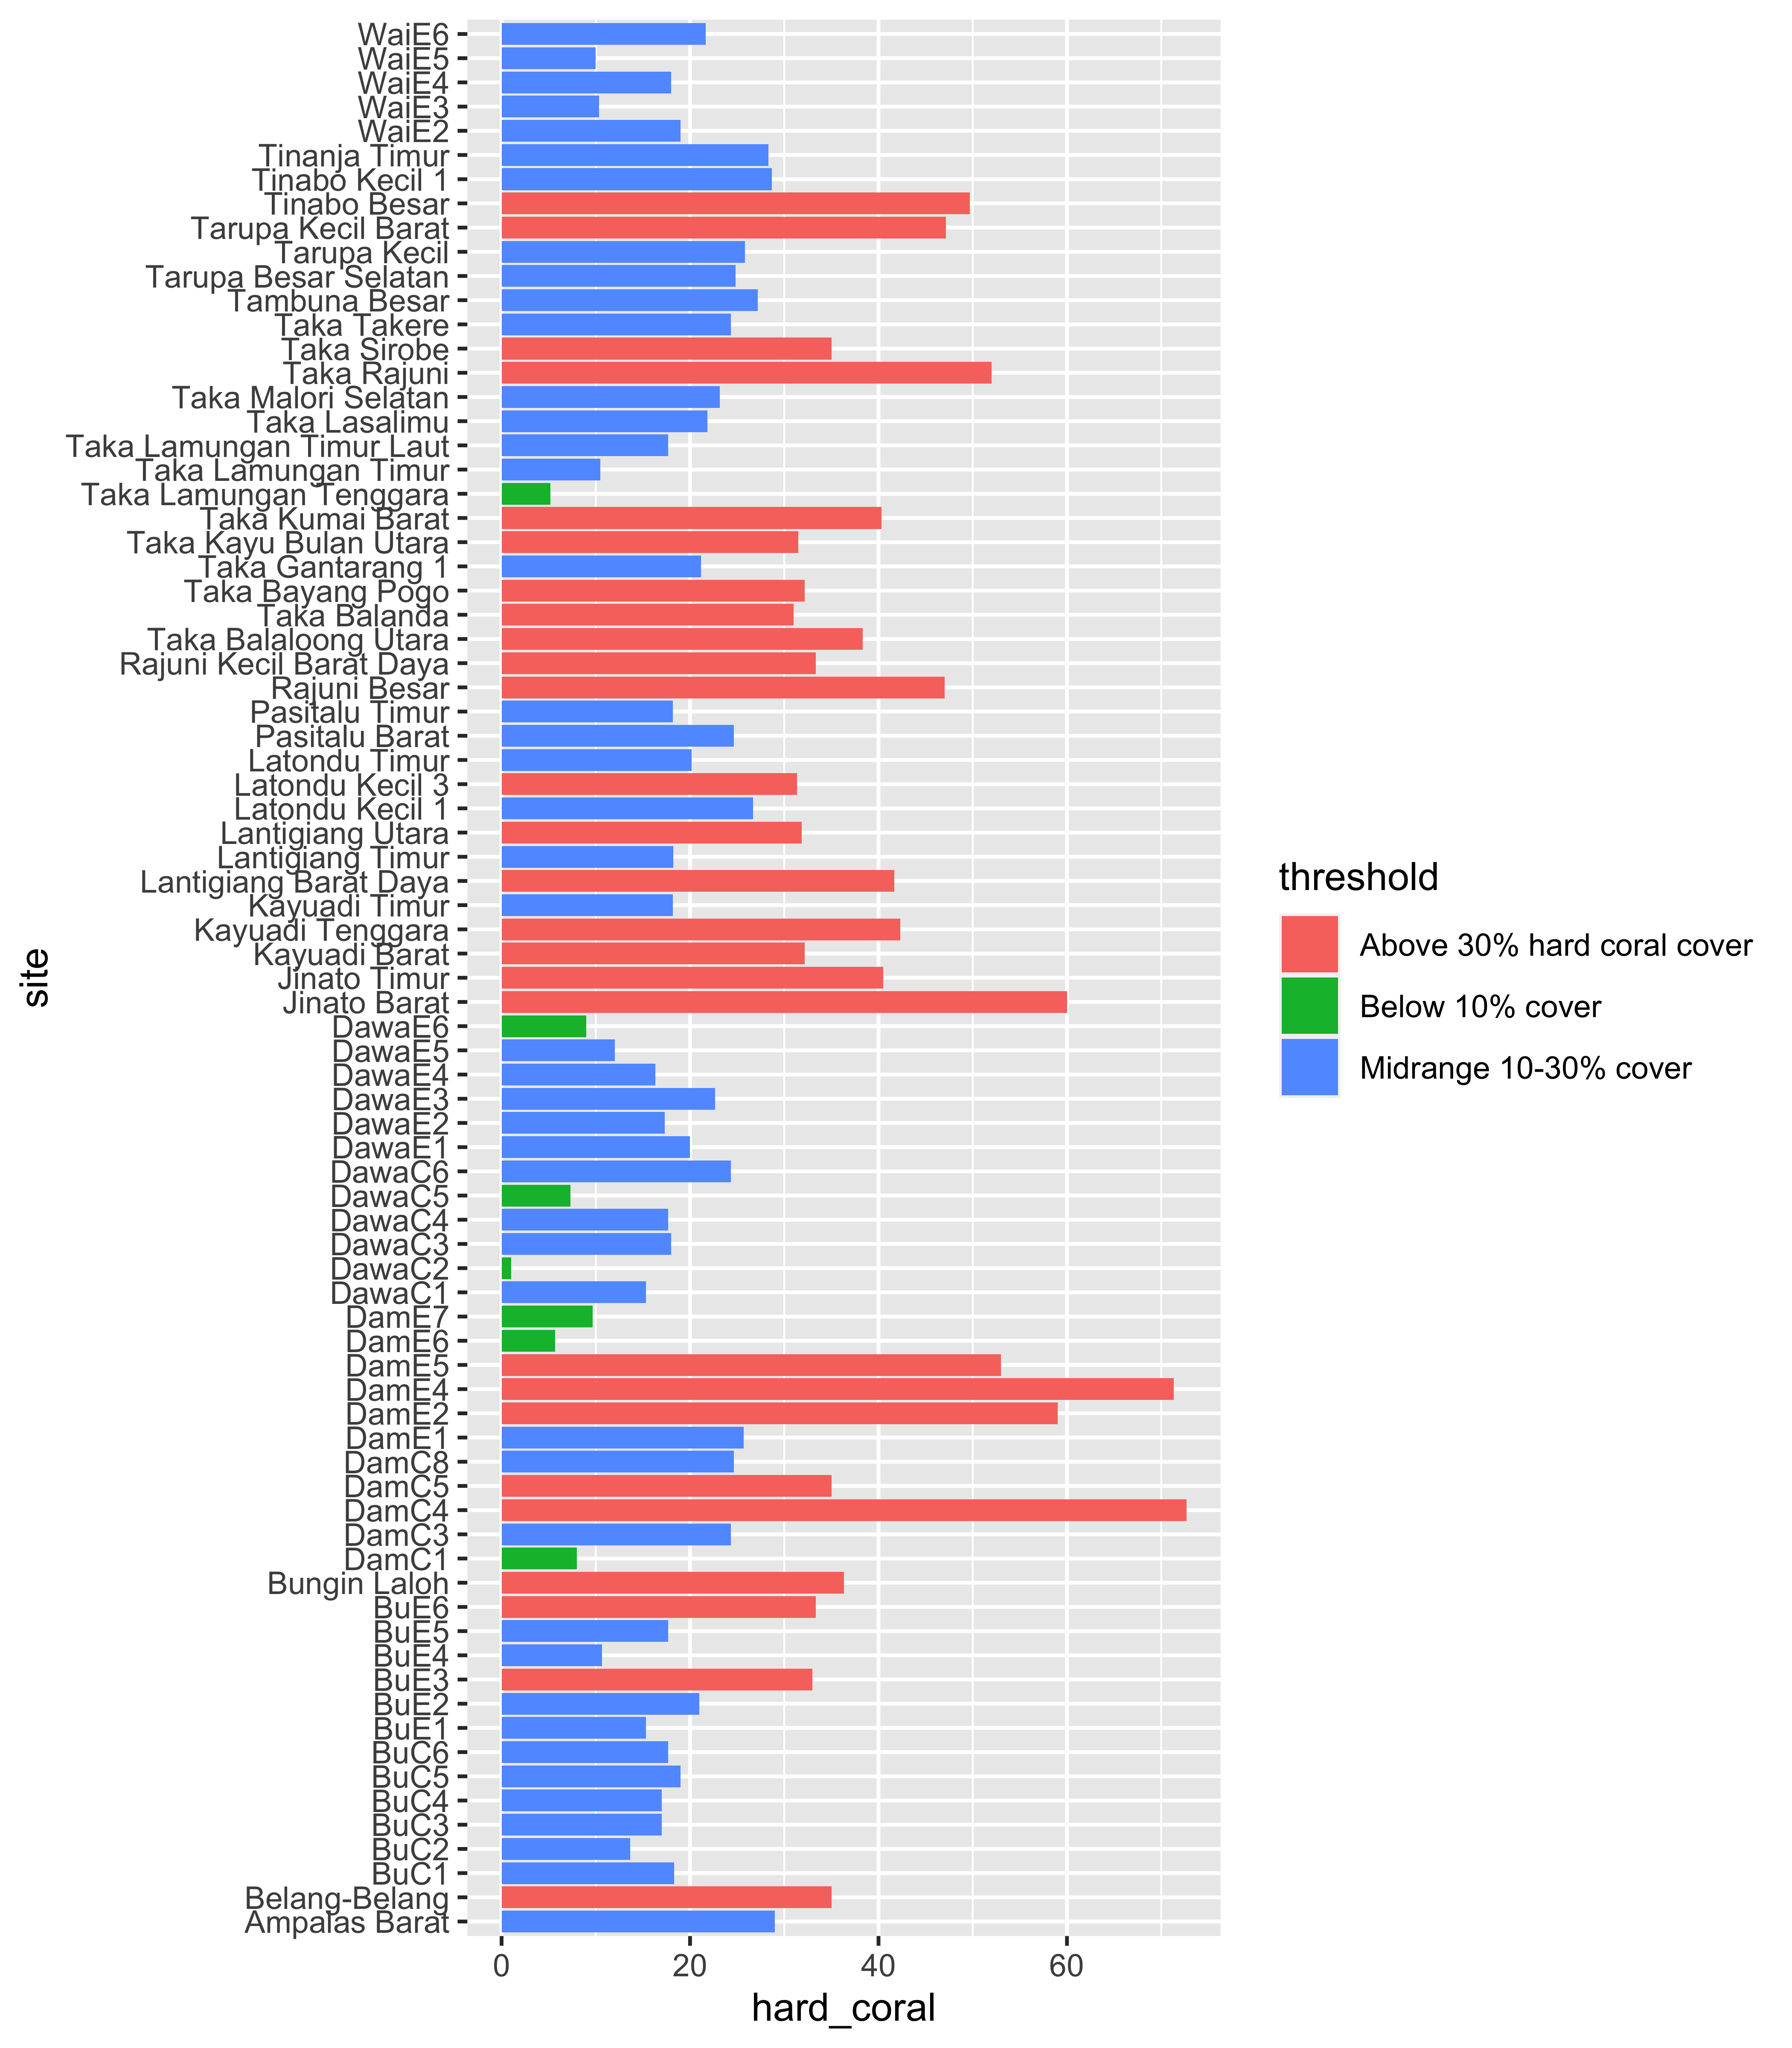 WaiE6
WaiE5
WaiE4
WaiE3
WaiE2
Tinanja Timur
Tinabo Kecil 1
Tinabo Besar
Tarupa Kecil Barat
Tarupa Kecil
Tarupa Besar Selatan
Tambuna Besar
Taka Takere
Taka Sirobe
Taka Rajuni
Taka Malori Selatan
Taka Lasalimu
Taka Lamungan Timur Laut
Taka Lamungan Timur
Taka Lamungan Tenggara
Taka Kumai Barat
Taka Kayu Bulan Utara
Taka Gantarang 1
Taka Bayang Pogo
Taka Balanda
Taka Balaloong Utara
Rajuni Kecil Barat Daya
Rajuni Besar
Pasitalu Timur
Pasitalu Barat
Latondu Timur
Latondu Kecil 3
Latondu Kecil 1
Lantigiang Utara
Lantigiang Timur
Lantigiang Barat Daya
Kayuadi Timur
Kayuadi Tenggara
Kayuadi Barat
Jinato Timur
Jinato Barat
DawaE6
DawaE5
DawaE4
DawaE3
DawaE2
DawaE1
DawaC6
DawaC5
DawaC4
DawaC3
DawaC2
DawaC1
DamE7
DamE6
DamE5
DamE4
DamE2
DamE1
DamC8
DamC5
DamC4
DamC3
DamC1
Bungin Laloh
BuE6
BuE5
BuE4
BuE3
BuE2
BuE1
BuC6
BuC5
BuC4
BuC3
BuC2
BuC1
Belang-Belang
Ampalas Barat
site
0 20 40 60
hard_coral
threshold
Above 30% hard coral cover
Below 10% cover
Midrange 10-30% cover